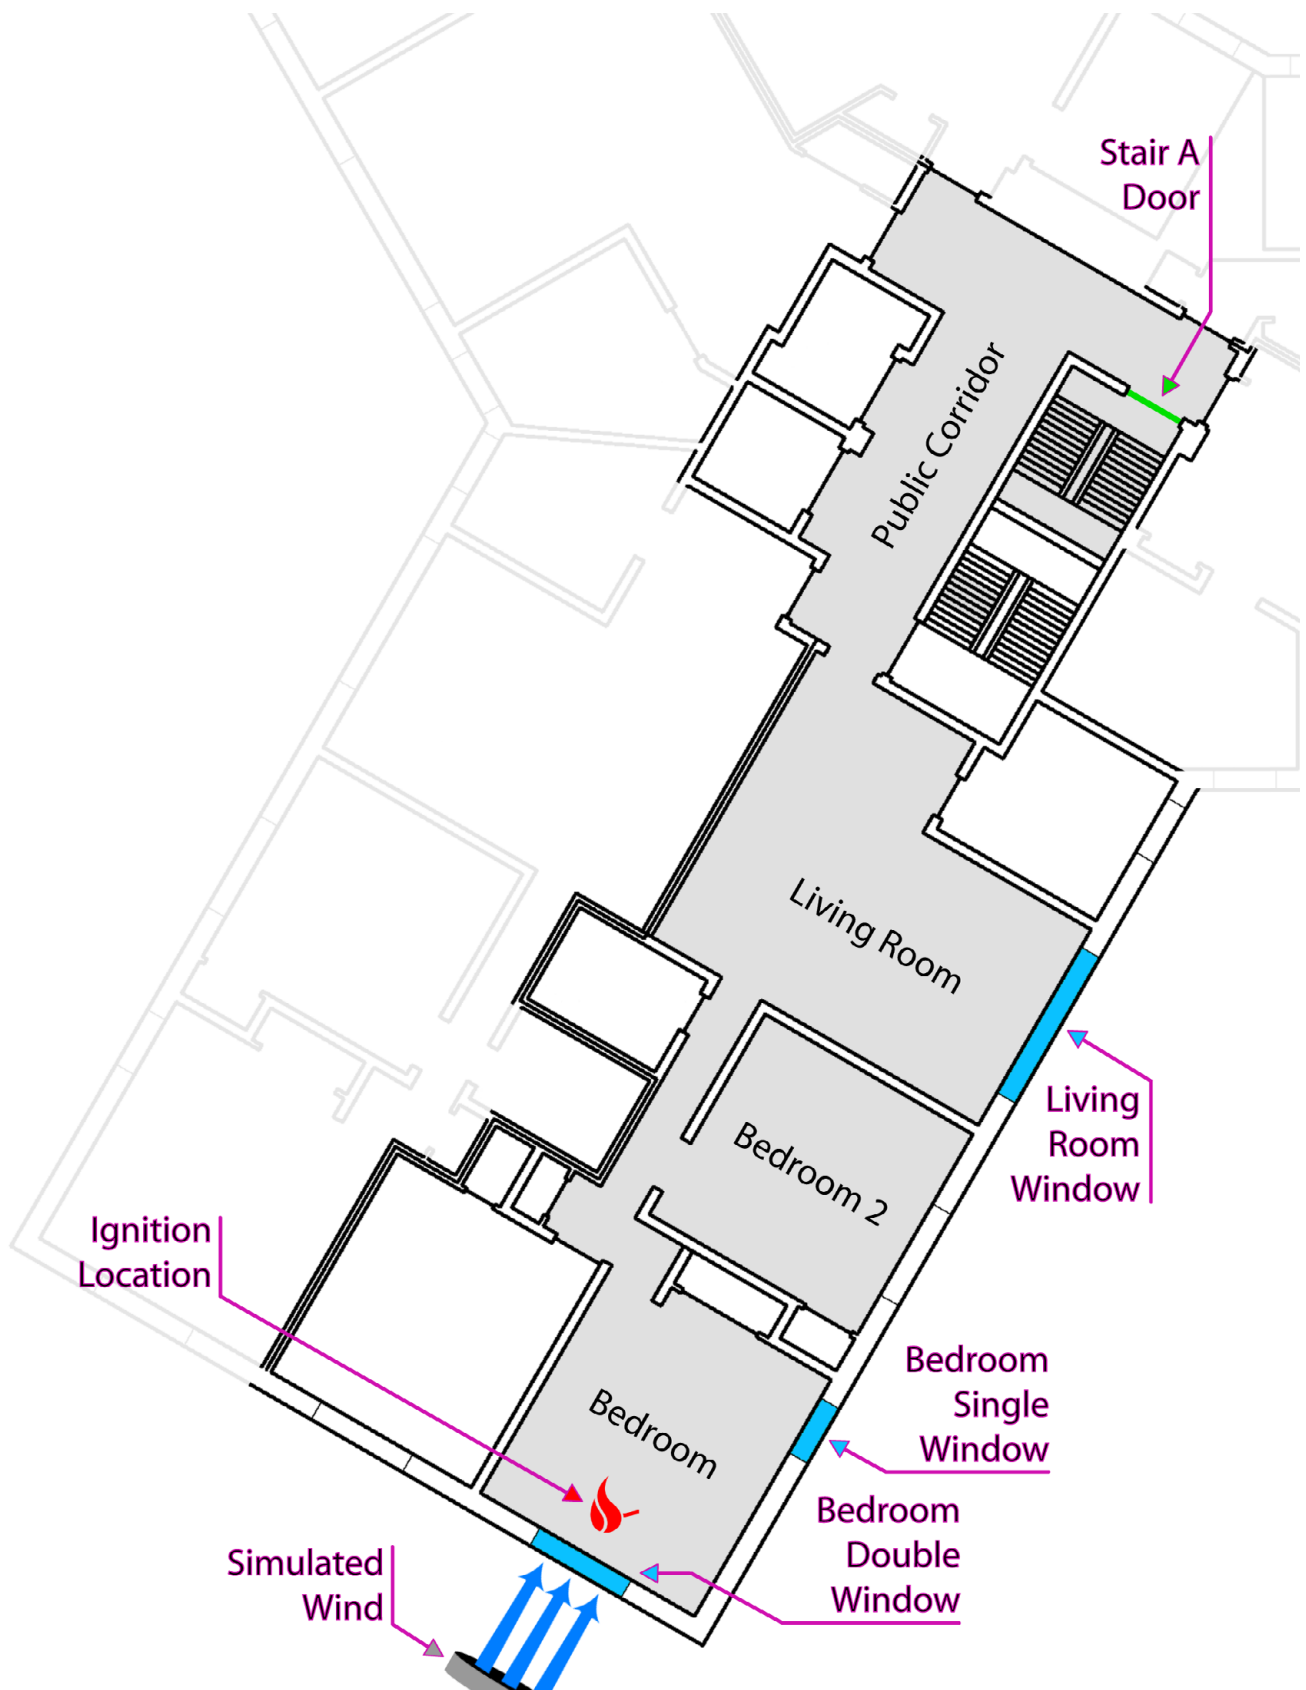 Stair A
Door
Public Corridor
Living Room
Living
Room
Window
Bedroom 2
Ignition
Location
Bedroom
Single
Window
Bedroom
Bedroom
Double
Window
Simulated
Wind